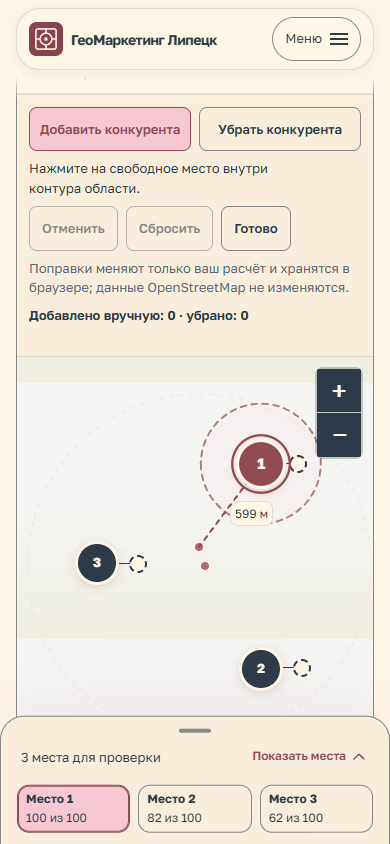 ГеоМаркетинг Липецк
Меню
Добавить конкурента
Убрать конкурента
Нажмите на свободное место внутри
контура области.
Отменить
Сбросить
Готово
Поправки меняют только ваш расчёт и хранятся в
браузере; данные OpenStreetMap не изменяются.
Добавлено вручную: 0 · убрано: 0
+
−
1
599 м
3
2
3 места для проверки
Показать места
Место 1
100 из 100
Место 2
82 из 100
Место 3
62 из 100